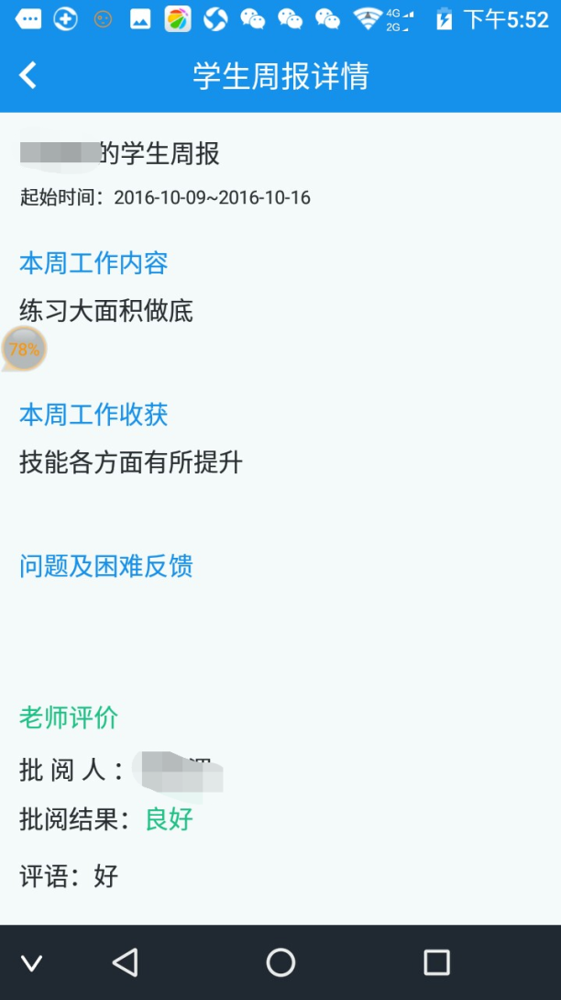 4G
2G
下午5:52
学生周报详情
的学生周报
起始时间：2016-10-09~2016-10-16
本周工作内容
练习大面积做底
78%
本周工作收获
技能各方面有所提升
问题及困难反馈
老师评价
批阅人：
批阅结果：良好
评语：好